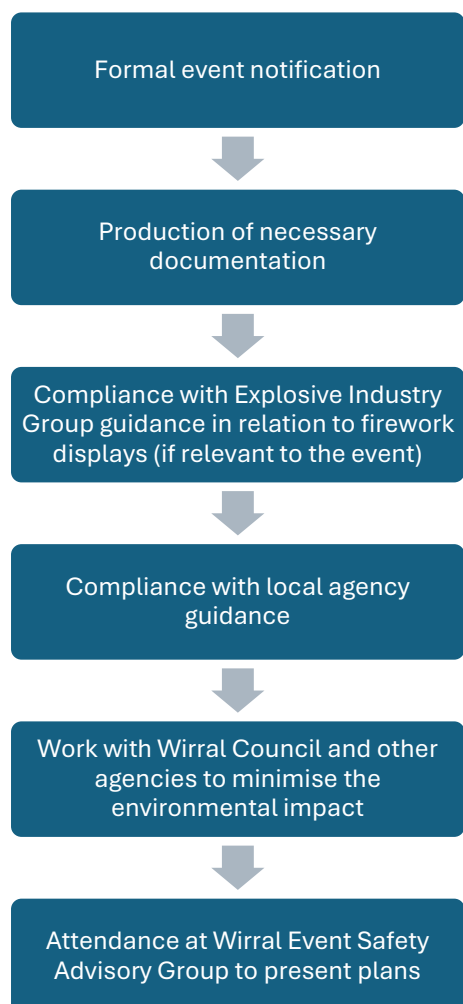 Formal event notification
Production of necessary
documentation
Compliance with Explosive Industry
Group guidance in relation to firework
displays (if relevant to the event)
Compliance with local agency
guidance
Work with Wirral Council and other
agencies to minimise the
environmental impact
Attendance at Wirral Event Safety
Advisory Group to present plans